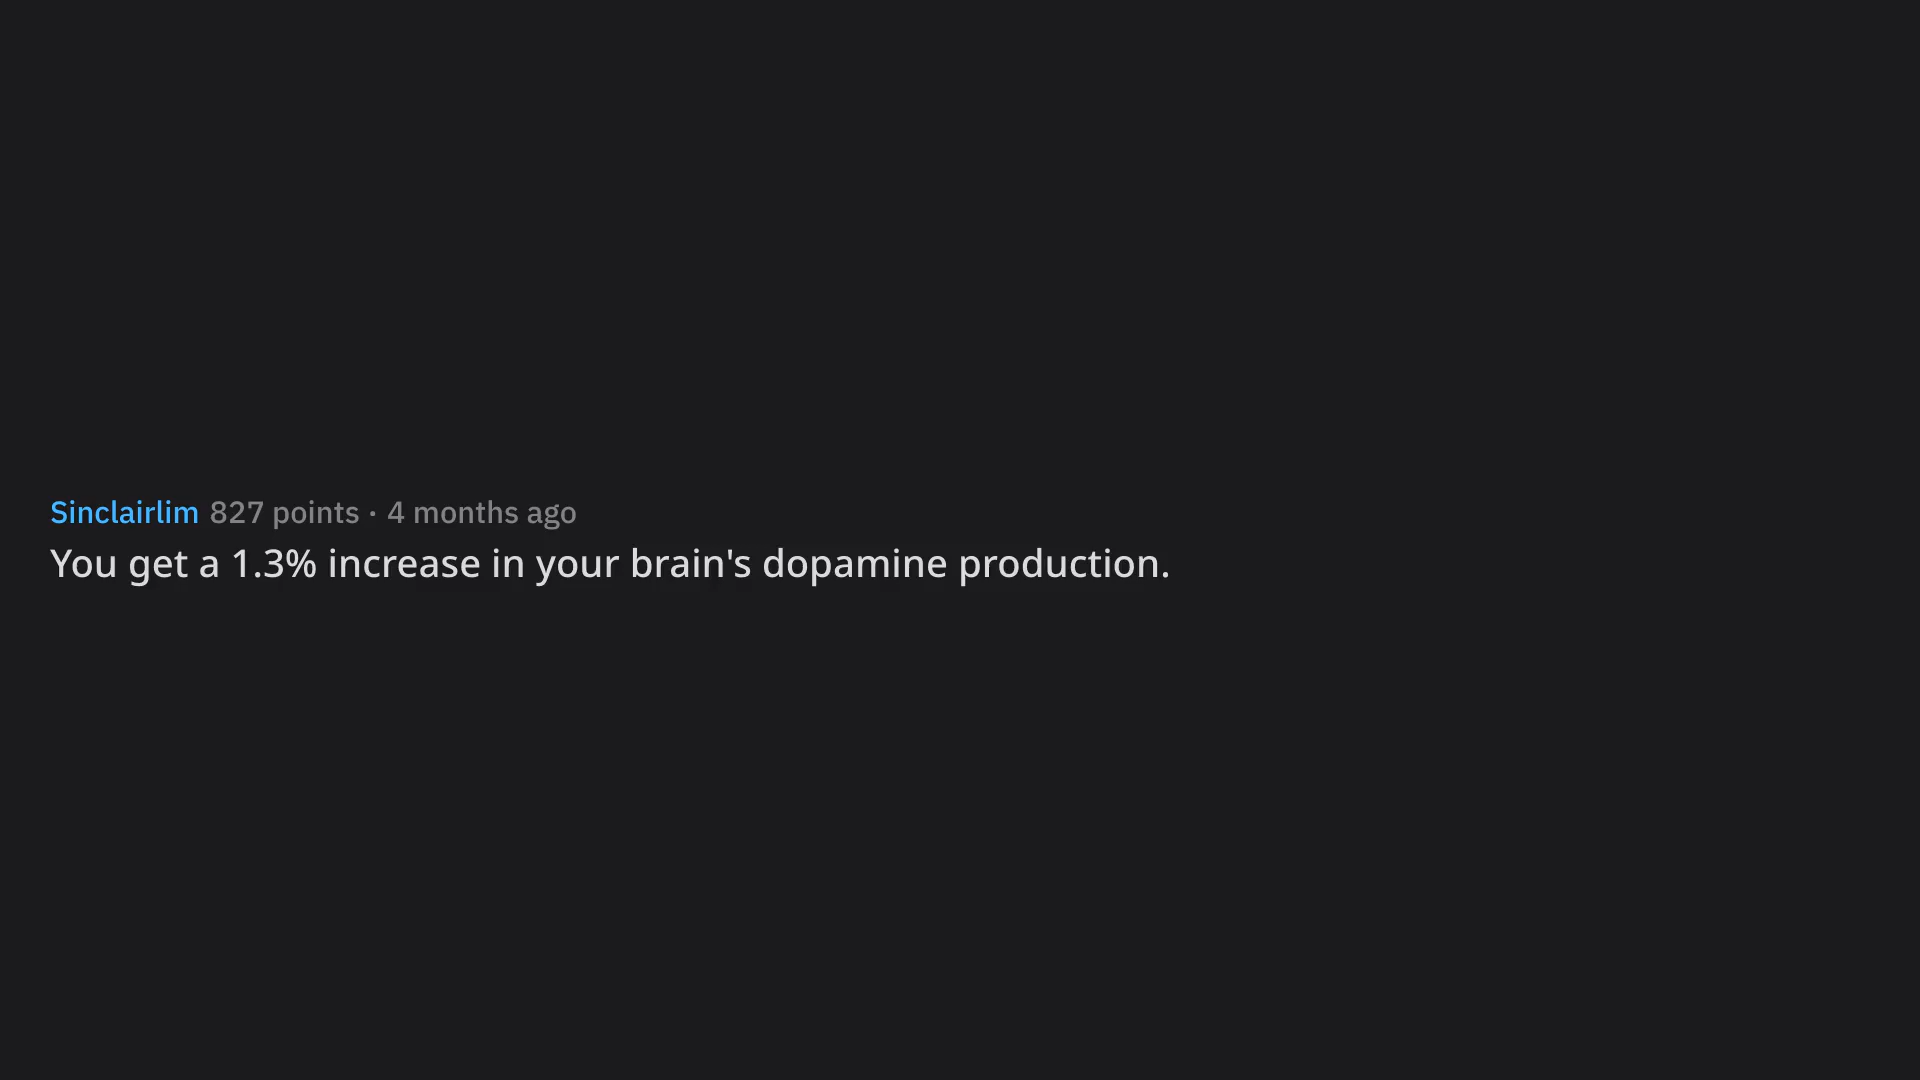 Sinclairlim 827 points · 4 months ago
You get a 1.3% increase in your brain's dopamine production.